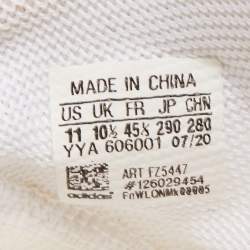 MADE IN CHINA
US UK FR JP CHN
11 10½ 45⅓ 290 280
YYA 606001 07/20
ART FZ5447
#126029454
adidas